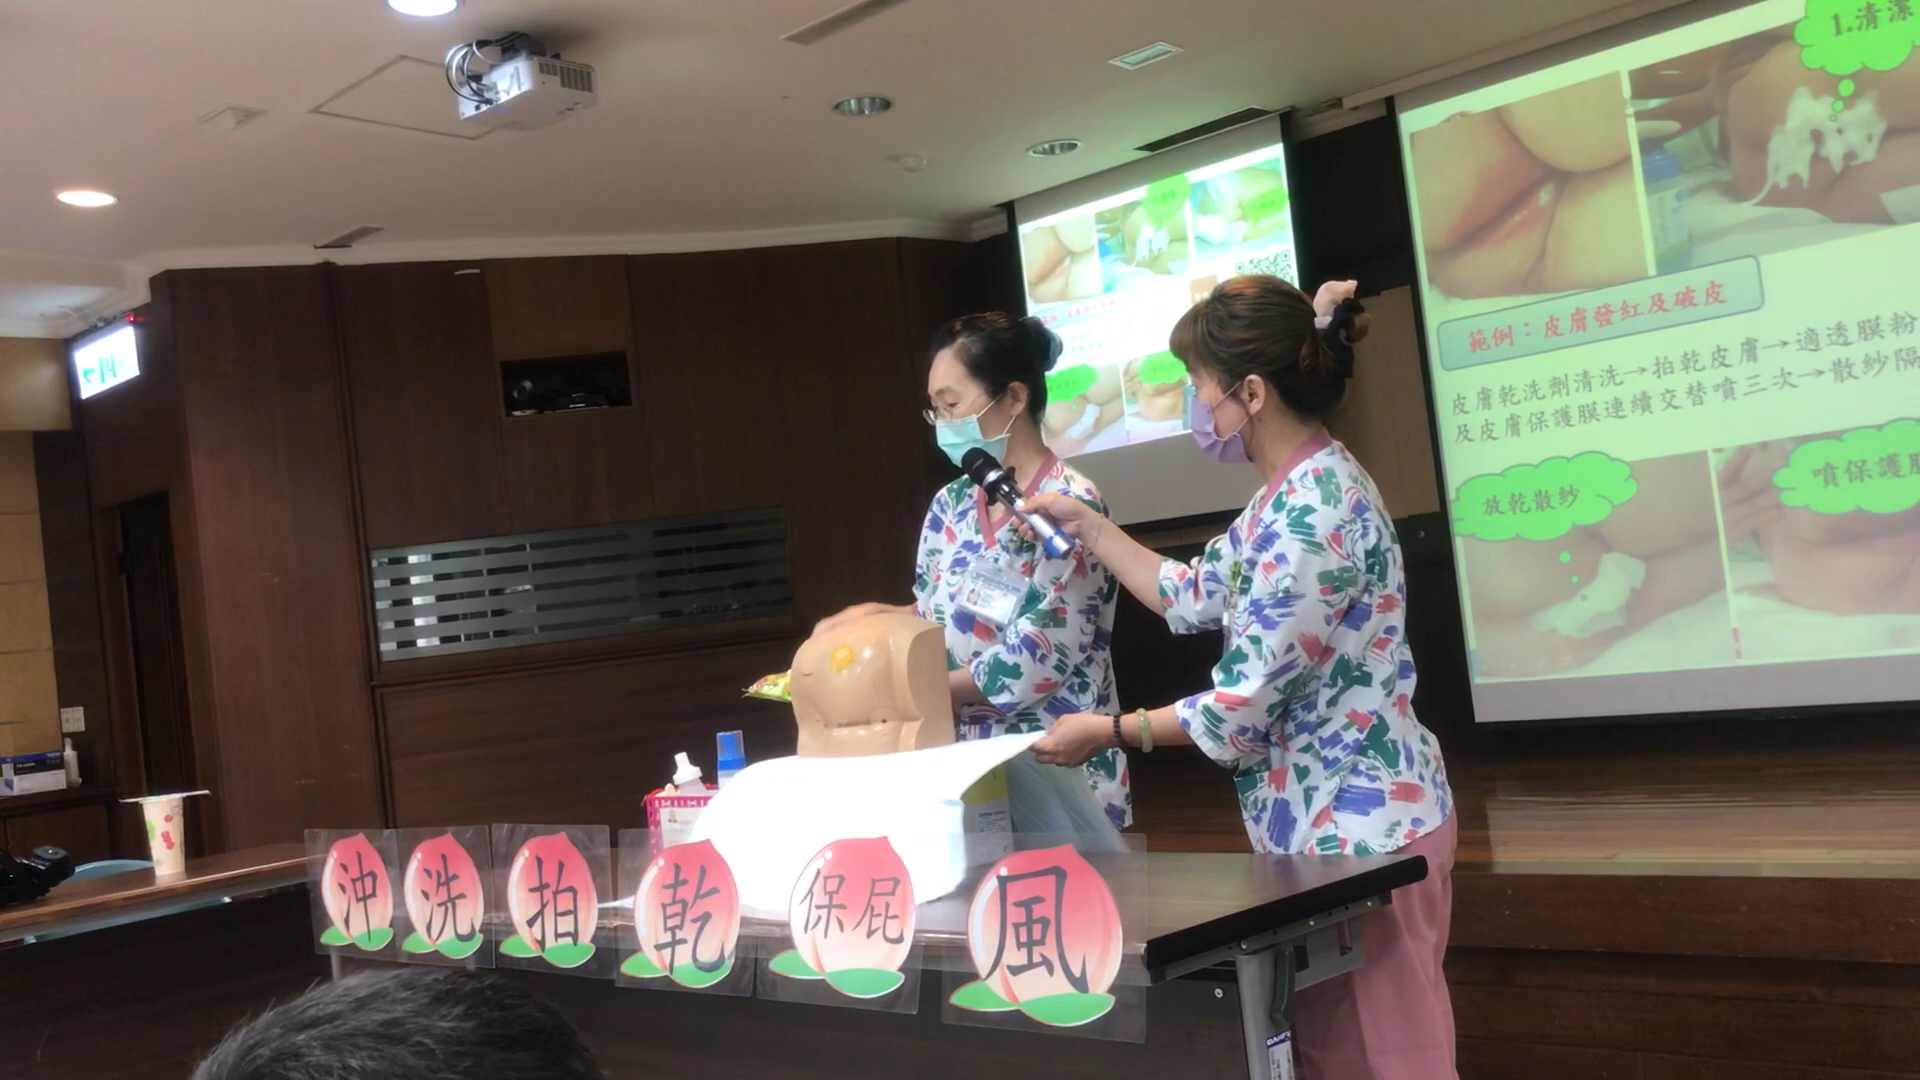 1.清潔
範例：皮膚發紅及破皮
皮膚乾洗劑清洗→拍乾皮膚→適透膜粉
及皮膚保護膜連續交替噴三次→散紗隔
放乾散紗
噴保護膜
沖洗拍乾保屁風